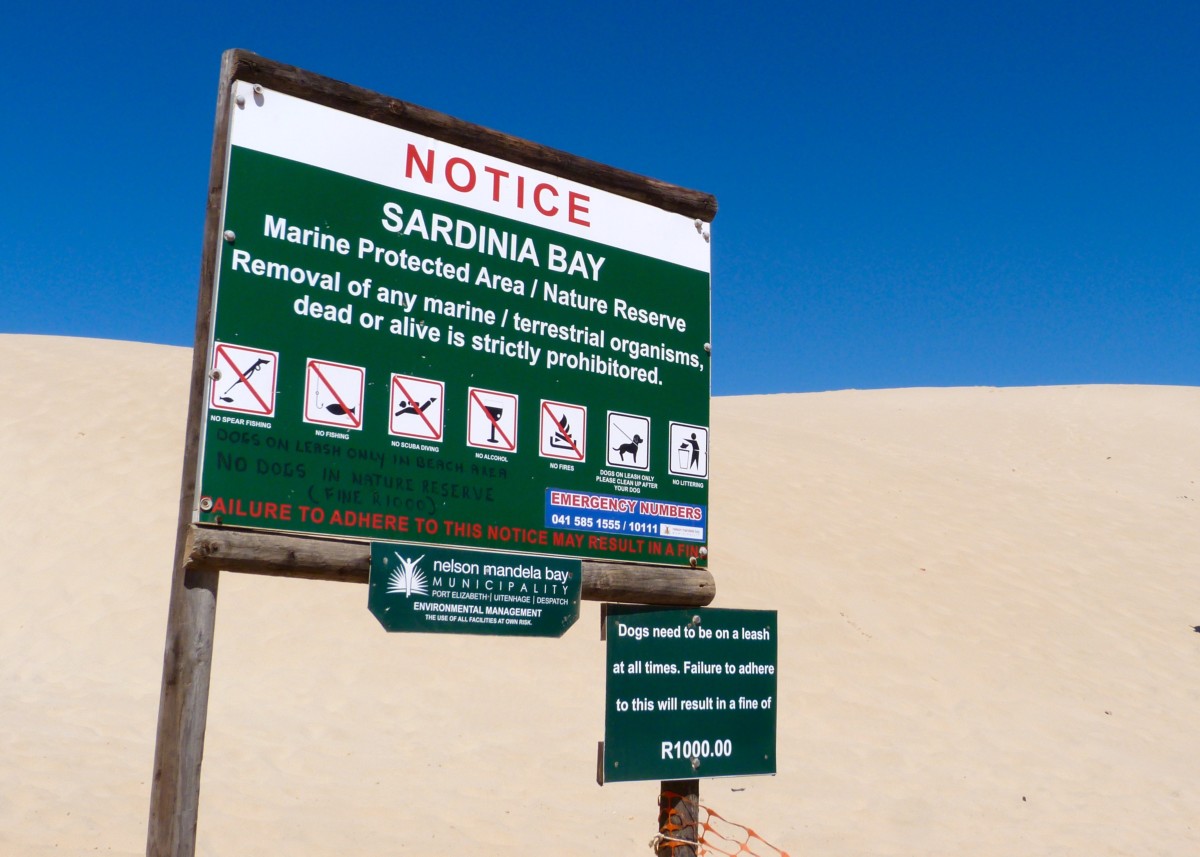 NOTICE
SARDINIA BAY
Marine Protected Area / Nature Reserve
Removal of any marine / terrestrial organisms,
dead or alive is strictly prohibitored.
NO SPEAR FISHING
NO FISHING
NO SCUBA DIVING
NO ALCOHOL
NO FIRES
DOGS ON LEASH ONLY
PLEASE CLEAN UP AFTER
YOUR DOG
NO LITTERING
DOGS ON LEASH ONLY IN BEACH AREA
NO DOGS IN NATURE RESERVE
(FINE R1000)
EMERGENCY NUMBERS
041 585 1555 / 10111
FAILURE TO ADHERE TO THIS NOTICE MAY RESULT IN A FINE
nelson mandela bay
MUNICIPALITY
PORT ELIZABETH | UITENHAGE | DESPATCH
ENVIRONMENTAL MANAGEMENT
THE USE OF ALL FACILITIES AT OWN RISK.
Dogs need to be on a leash
at all times. Failure to adhere
to this will result in a fine of
R1000.00